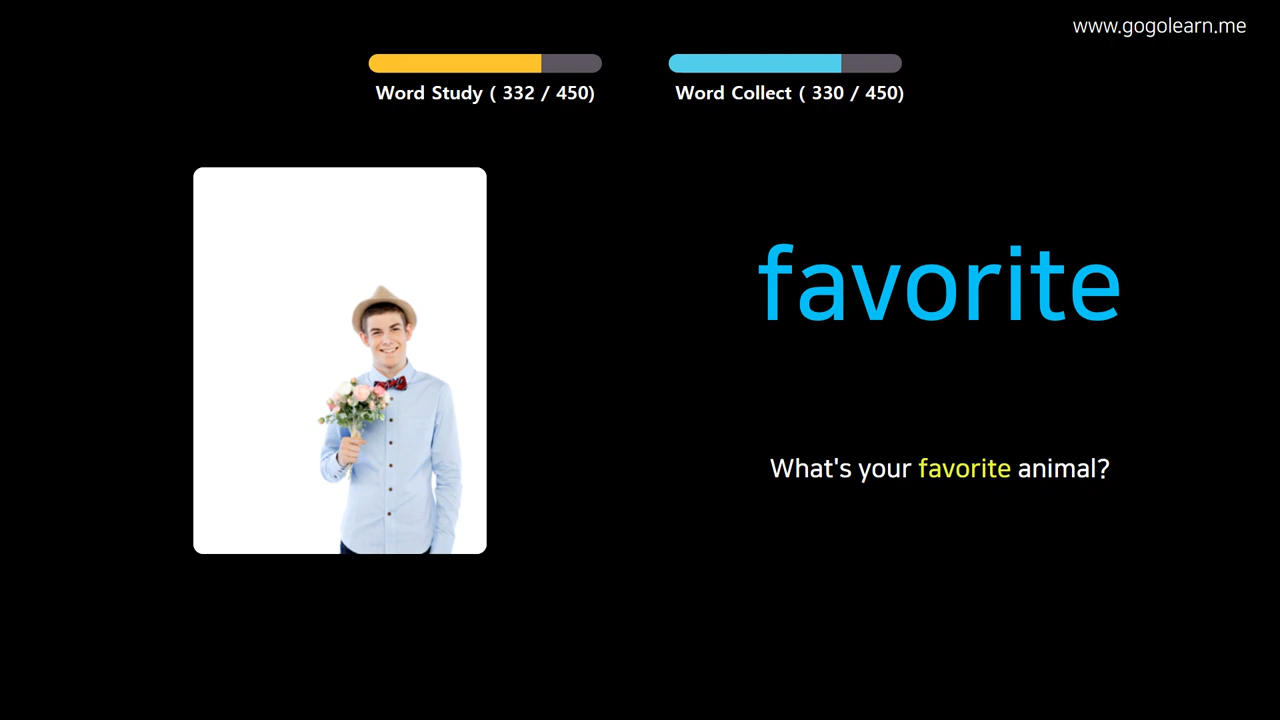 www.gogolearn.me
Word Study ( 332 / 450)
Word Collect ( 330 / 450)
favorite
What's your favorite animal?